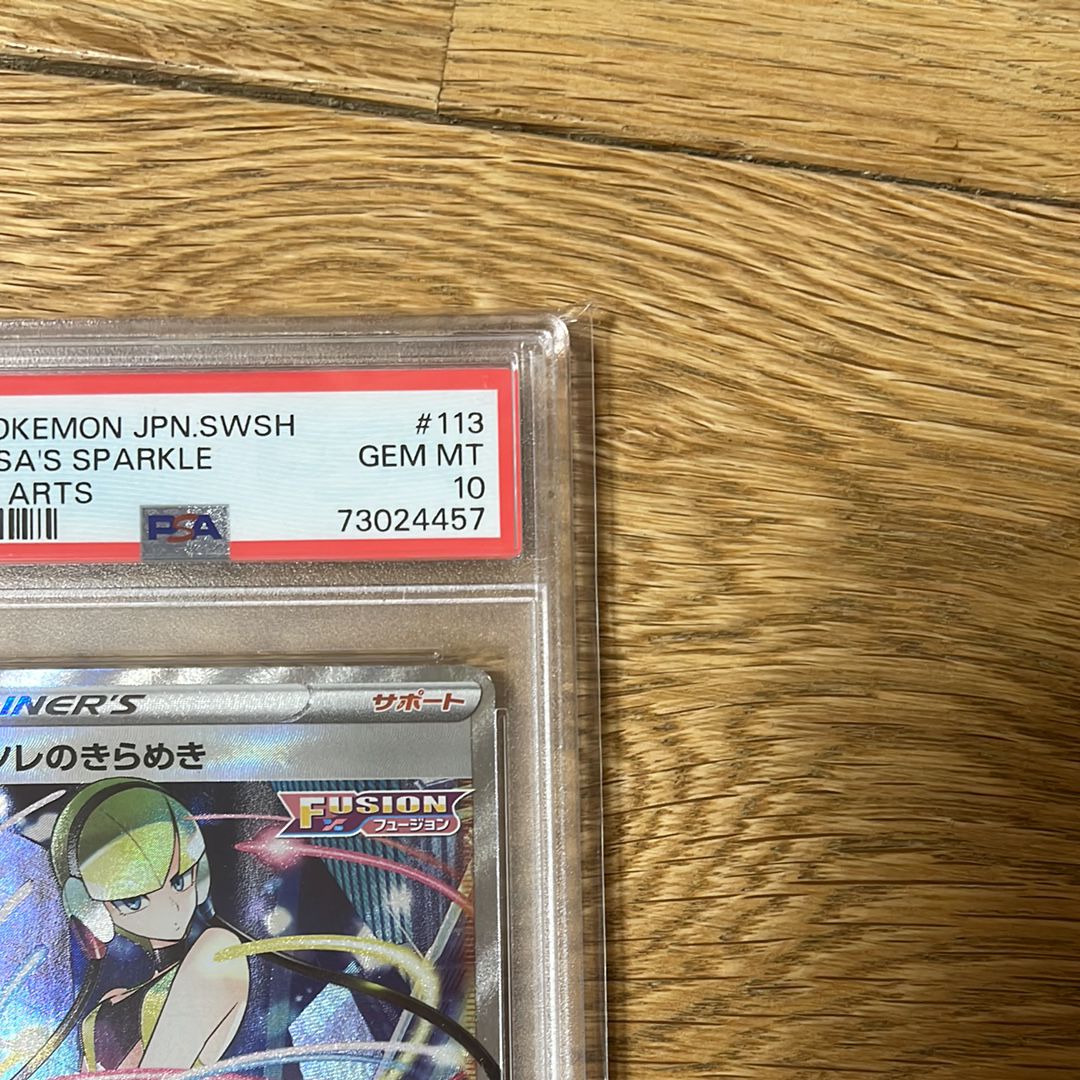 OKEMON JPN.SWSH #113
SA'S SPARKLE GEM MT
ARTS 10
PSA 73024457
INER'S サポート
ソレのきらめき
FUSION
フュージョン